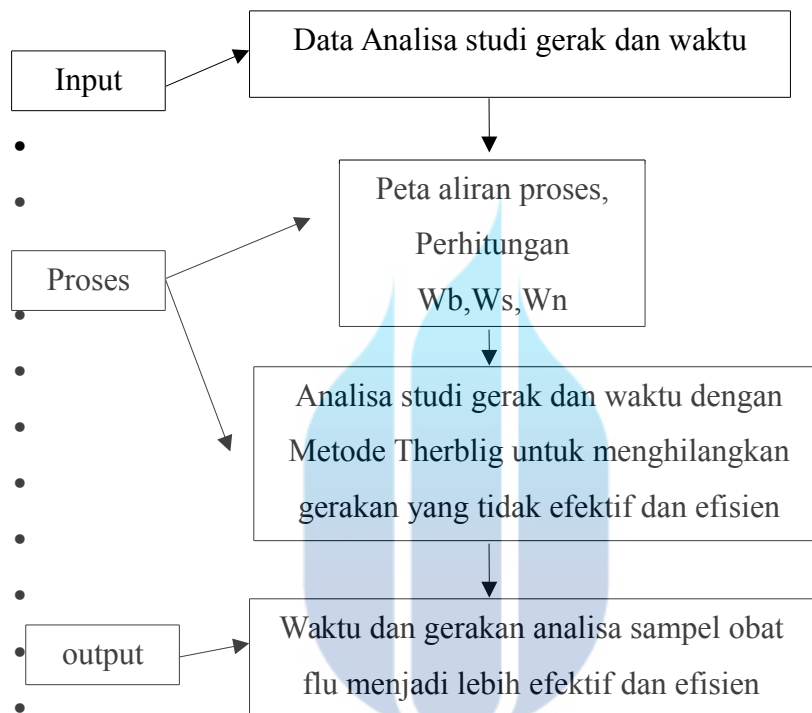 Data Analisa studi gerak dan waktu
Input
Peta aliran proses,
Perhitungan
Wb,Ws,Wn
Proses
Analisa studi gerak dan waktu dengan
Metode Therblig untuk menghilangkan
gerakan yang tidak efektif dan efisien
output
Waktu dan gerakan analisa sampel obat
flu menjadi lebih efektif dan efisien